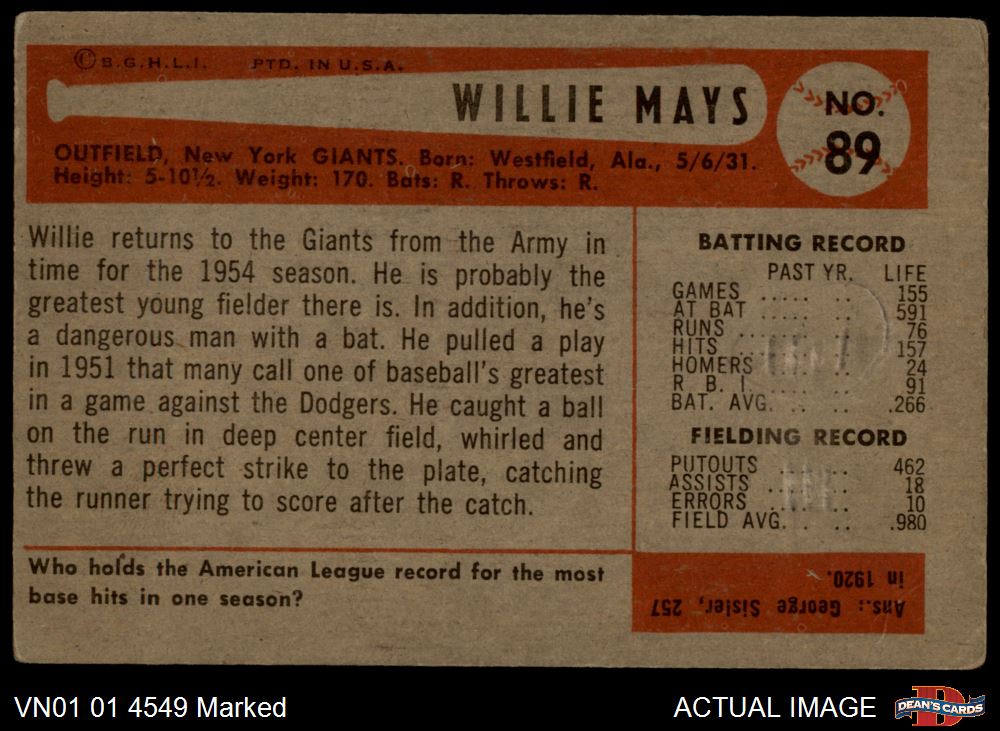 © B.G.H.L.I. PTD. IN U.S.A.
WILLIE MAYS
NO.
89
OUTFIELD, New York GIANTS. Born: Westfield, Ala., 5/6/31.
Height: 5-10½. Weight: 170. Bats: R. Throws: R.
Willie returns to the Giants from the Army in
time for the 1954 season. He is probably the
greatest young fielder there is. In addition, he's
a dangerous man with a bat. He pulled a play
in 1951 that many call one of baseball's greatest
in a game against the Dodgers. He caught a ball
on the run in deep center field, whirled and
threw a perfect strike to the plate, catching
the runner trying to score after the catch.
BATTING RECORD
PAST YR. LIFE
GAMES ..... .. 155
AT BAT ..... .. 591
RUNS ....... .. 76
HITS ..... .. 157
HOMERS ..... .. 24
R. B. I. ..... .. 91
BAT. AVG. .. .. .266
FIELDING RECORD
PUTOUTS ..... .. 462
ASSISTS ..... .. 18
ERRORS ..... .. 10
FIELD AVG. . .. .980
Who holds the American League record for the most
base hits in one season?
Ans.: George Sisler, 257
in 1920.
VN01 01 4549 Marked
ACTUAL IMAGE
D
DEAN'S CARDS